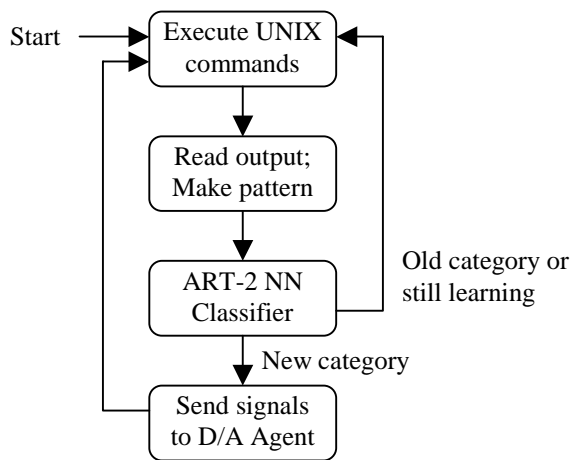 Start
Execute UNIX
commands
Read output;
Make pattern
ART-2 NN
Classifier
Old category or
still learning
New category
Send signals
to D/A Agent